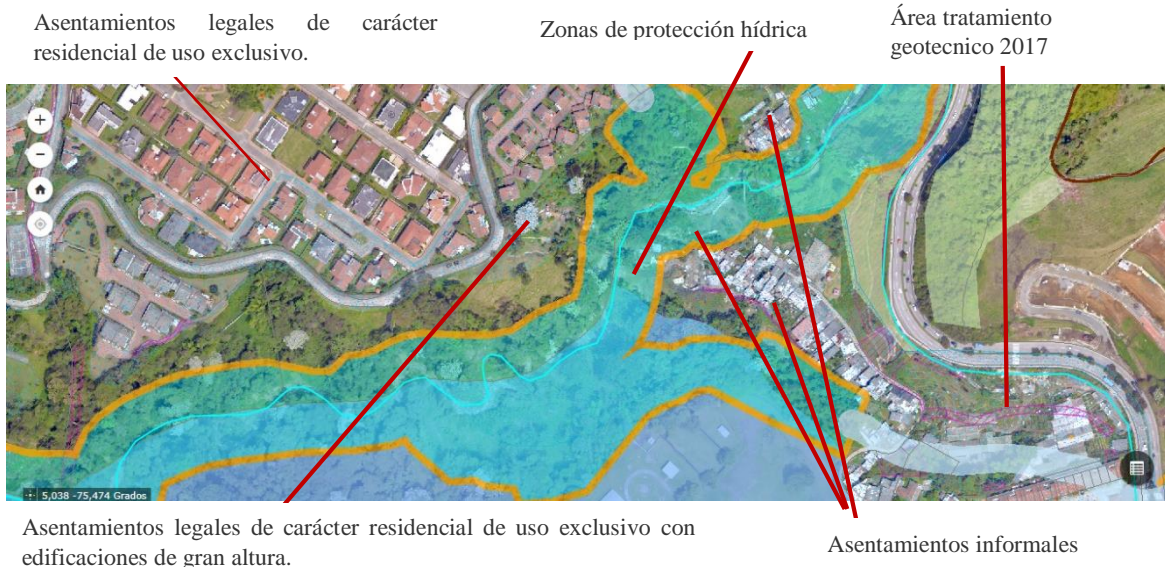 Asentamientos legales de carácter
residencial de uso exclusivo.
Zonas de protección hídrica
Área tratamiento
geotecnico 2017
+
−
5,038 -75,474 Grados
Asentamientos legales de carácter residencial de uso exclusivo con
edificaciones de gran altura.
Asentamientos informales